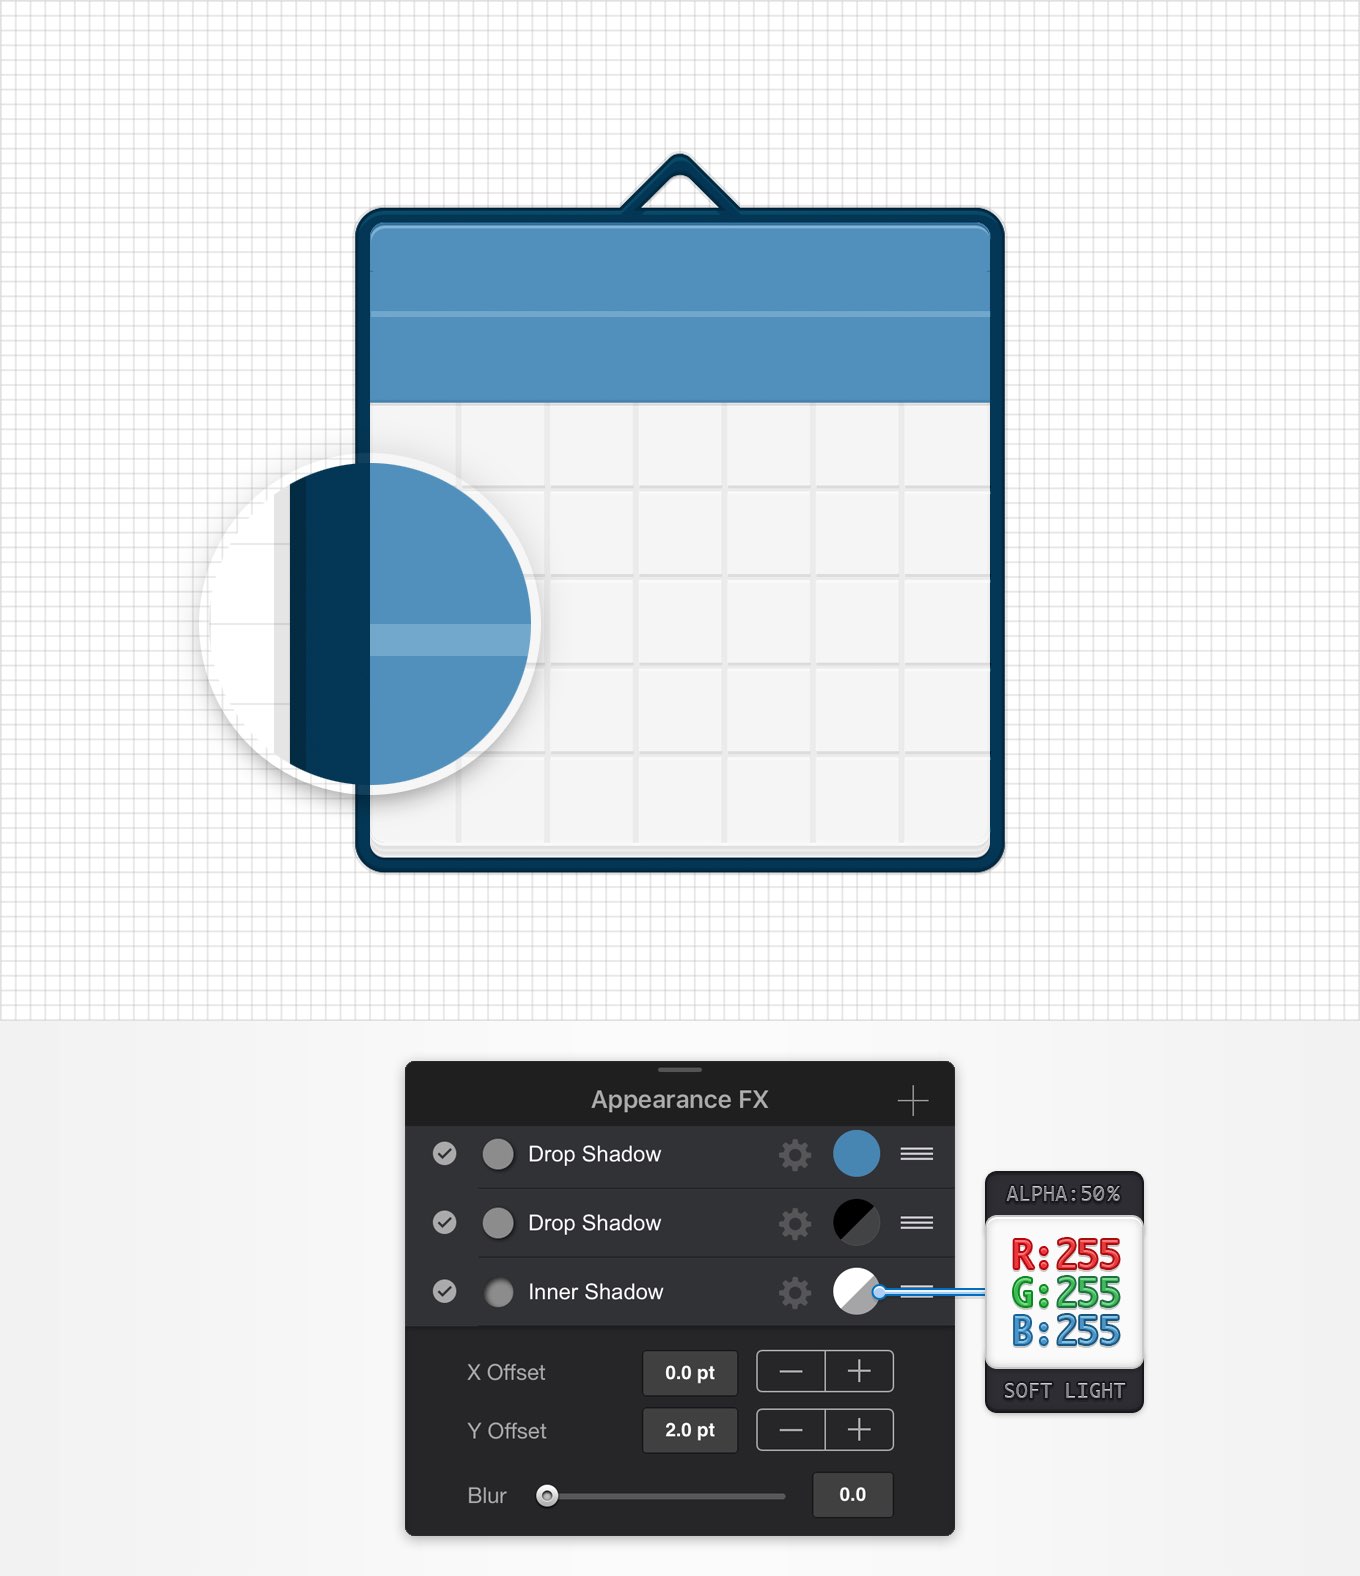 Appearance FX
Drop Shadow
Drop Shadow
Inner Shadow
X Offset 0.0 pt
Y Offset 2.0 pt
Blur 0.0
ALPHA:50%
R:255
G:255
B:255
SOFT LIGHT